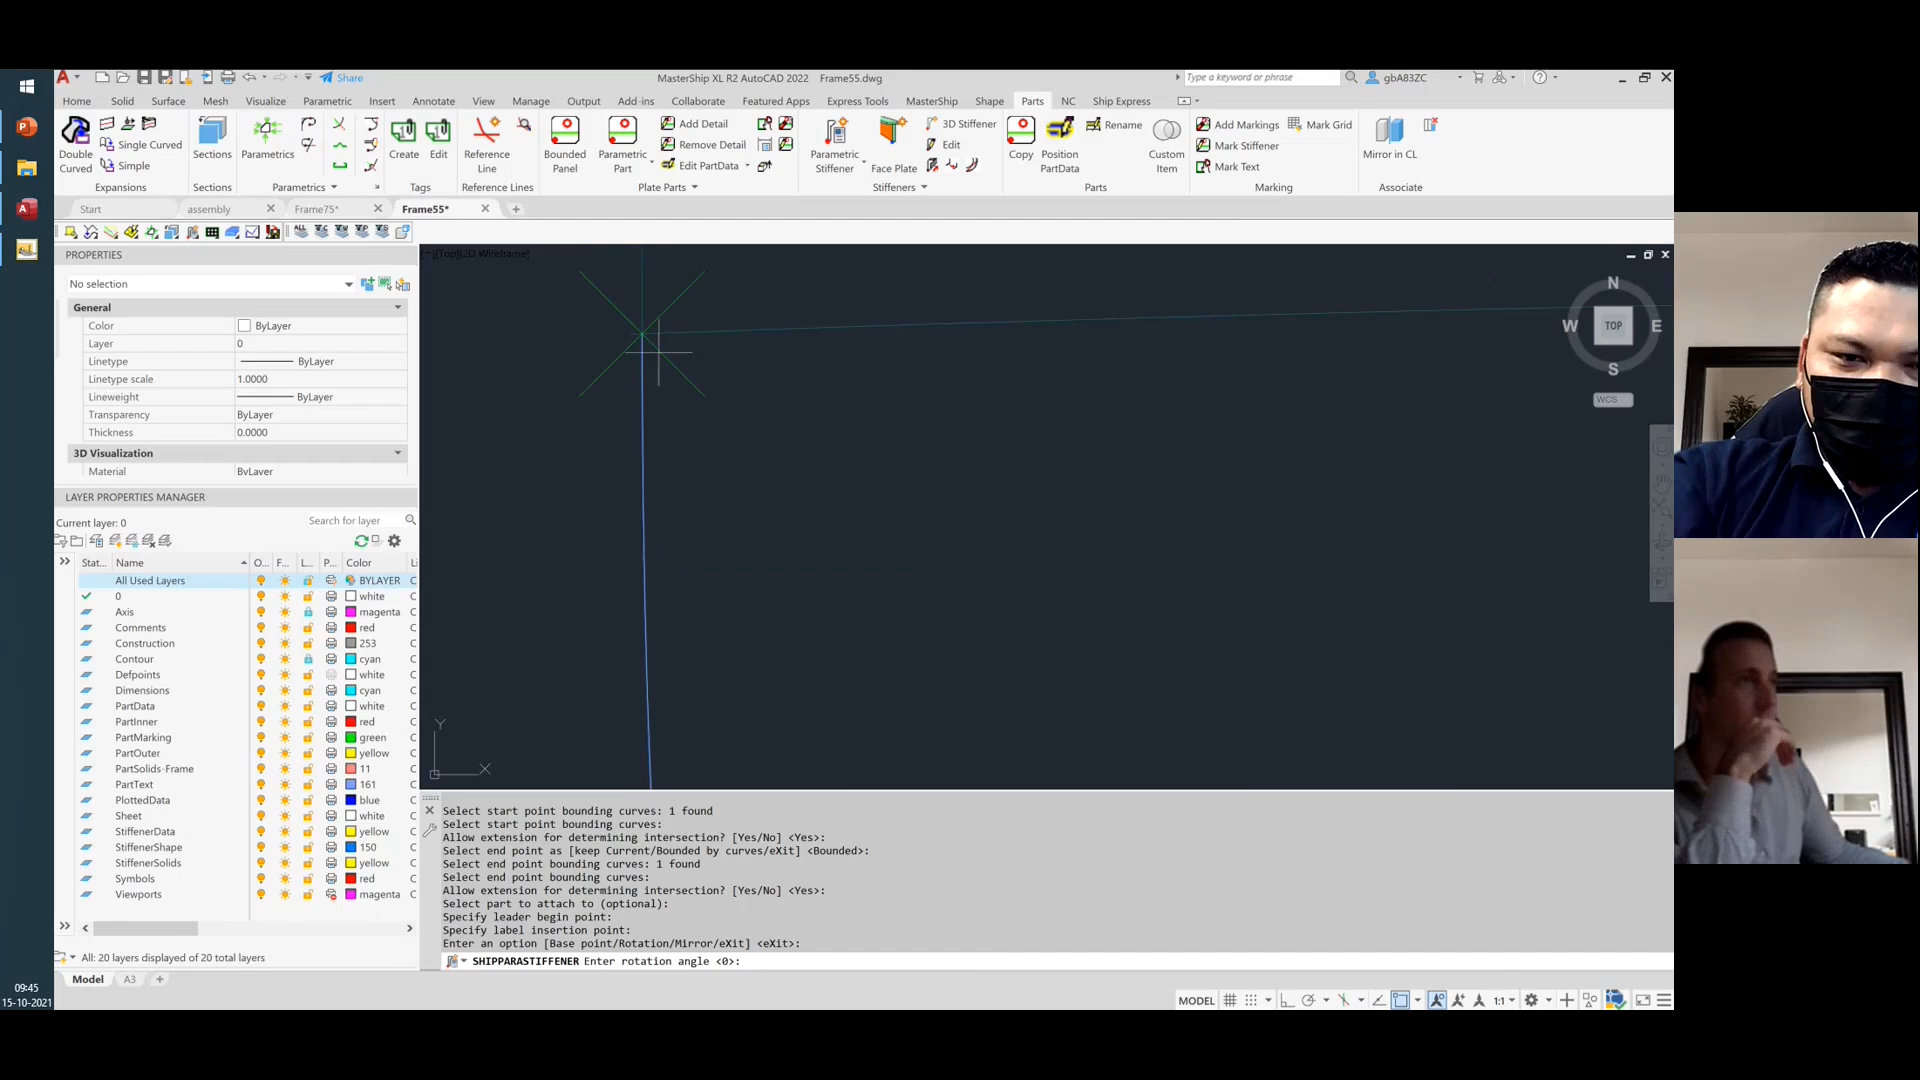 Share
MasterShip XL R2 AutoCAD 2022 Frame55.dwg
Type a keyword or phrase
gbA83ZC
Home Solid Surface Mesh Visualize Parametric Insert Annotate View Manage Output Add-ins Collaborate Featured Apps Express Tools MasterShip Shape Parts NC Ship Express
Double Curved
Single Curved
Simple
Expansions
Sections
Sections
Parametrics
Parametrics
Create
Edit
Tags
Reference Line
Reference Lines
Bounded Panel
Parametric Part
Add Detail
Remove Detail
Edit PartData
Plate Parts
Parametric Stiffener
Face Plate
3D Stiffener
Edit
Stiffeners
Copy
Position PartData
Rename
Custom Item
Parts
Add Markings
Mark Stiffener
Mark Text
Mark Grid
Marking
Mirror in CL
Associate
Start assembly Frame75* Frame55*
ALL
PROPERTIES
No selection
General
Color ByLayer
Layer 0
Linetype ByLayer
Linetype scale 1.0000
Lineweight ByLayer
Transparency ByLayer
Thickness 0.0000
3D Visualization
Material ByLayer
LAYER PROPERTIES MANAGER
Current layer: 0
Search for layer
Stat... Name O... F... L... P... Color Li
All Used Layers BYLAYER C
0 white C
Axis magenta C
Comments red C
Construction 253 C
Contour cyan C
Defpoints white C
Dimensions cyan C
PartData white C
PartInner red C
PartMarking green C
PartOuter yellow C
PartSolids-Frame 11 C
PartText 161 C
PlottedData blue C
Sheet white C
StiffenerData yellow C
StiffenerShape 150 C
StiffenerSolids yellow C
Symbols red C
Viewports magenta C
All: 20 layers displayed of 20 total layers
Model A3
[−][Top][2D Wireframe]
N
W TOP E
S
WCS
Y
X
Select start point bounding curves: 1 found
Select start point bounding curves:
Allow extension for determining intersection? [Yes/No] <Yes>:
Select end point as [keep Current/Bounded by curves/eXit] <Bounded>:
Select end point bounding curves: 1 found
Select end point bounding curves:
Allow extension for determining intersection? [Yes/No] <Yes>:
Select part to attach to (optional):
Specify leader begin point:
Specify label insertion point:
Enter an option [Base point/Rotation/Mirror/eXit] <eXit>:
SHIPPARASTIFFENER Enter rotation angle <0>:
MODEL
1:1
09:45
15-10-2021